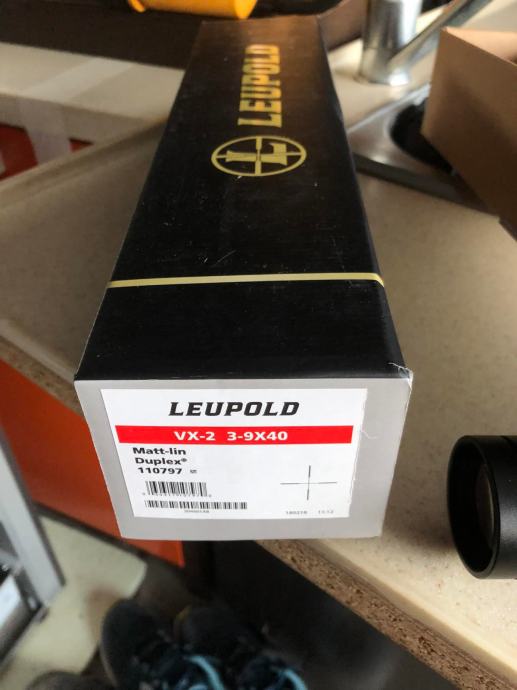 LEUPOLD
LEUPOLD
VX-2 3-9X40
Matt-lin
Duplex®
110797